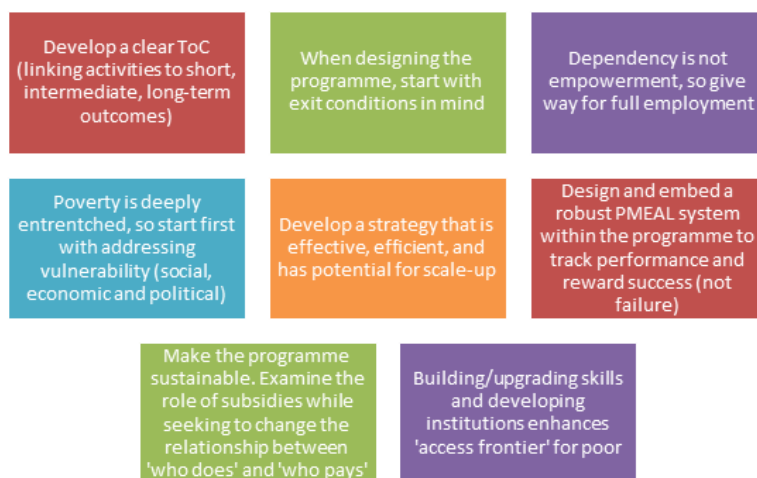 Develop a clear ToC
(linking activities to short,
intermediate, long-term
outcomes)
When designing the
programme, start with
exit conditions in mind
Dependency is not
empowerment, so give
way for full employment
Poverty is deeply
entrentched, so start first
with addressing
vulnerability (social,
economic and political)
Develop a strategy that is
effective, efficient, and
has potential for scale-up
Design and embed a
robust PMEAL system
within the programme to
track performance and
reward success (not
failure)
Make the programme
sustainable. Examine the
role of subsidies while
seeking to change the
relationship between
'who does' and 'who pays'
Building/upgrading skills
and developing
institutions enhances
'access frontier' for poor